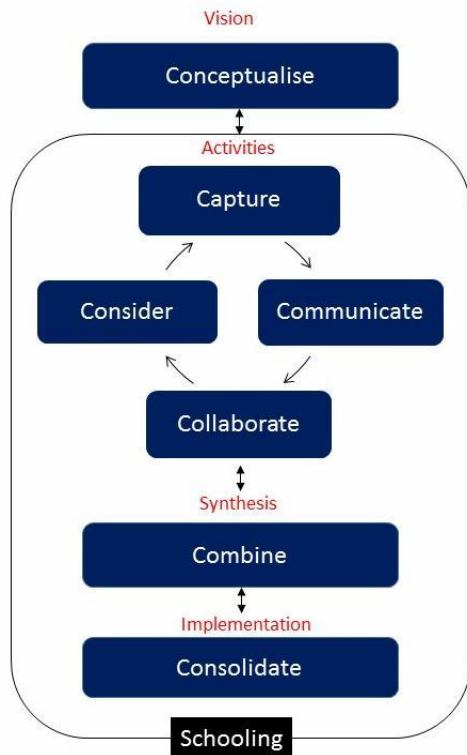 Vision
Conceptualise
Activities
Capture
Consider
Communicate
Collaborate
Synthesis
Combine
Implementation
Consolidate
Schooling